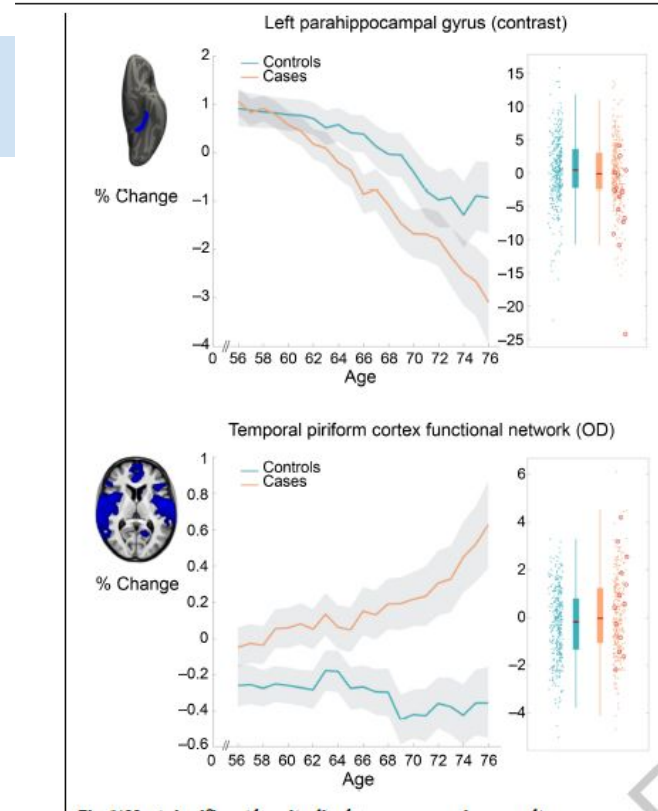 Left parahippocampal gyrus (contrast)
% Change
2
1
0
–1
–2
–3
–4
Controls
Cases
0 // 56 58 60 62 64 66 68 70 72 74 76
Age
15
10
5
0
–5
–10
–15
–20
–25
Temporal piriform cortex functional network (OD)
% Change
1
0.8
0.6
0.4
0.2
0
–0.2
–0.4
–0.6
Controls
Cases
0 // 56 58 60 62 64 66 68 70 72 74 76
Age
6
4
2
0
–2
–4